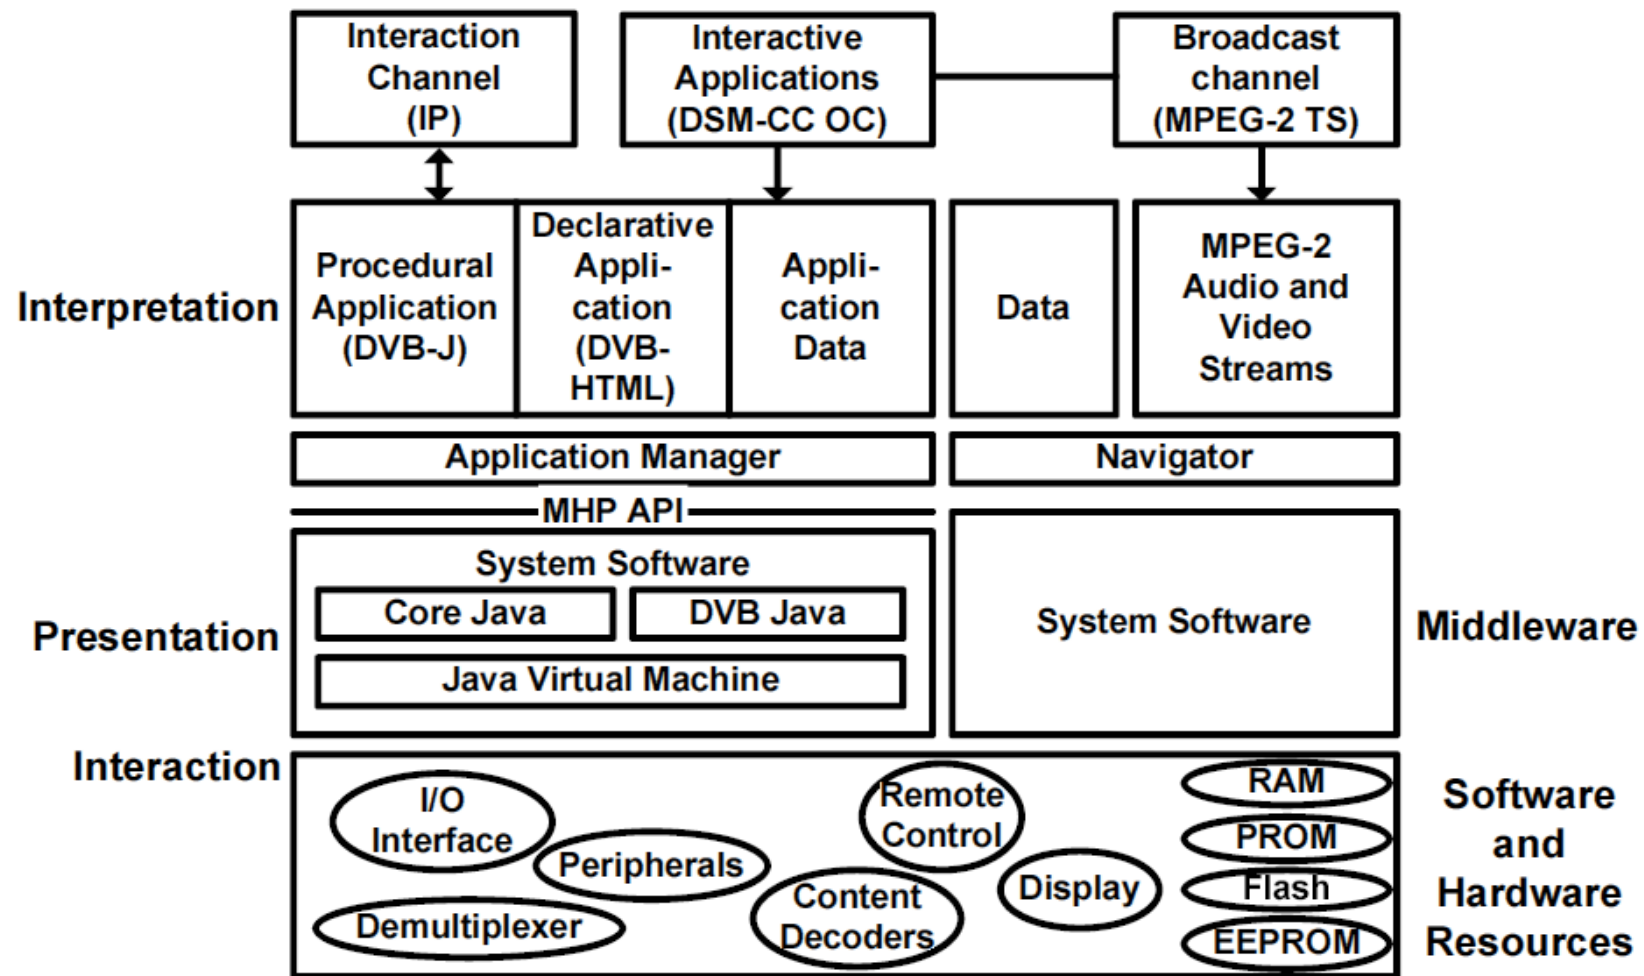 Interaction
Channel
(IP)
Interactive
Applications
(DSM-CC OC)
Broadcast
channel
(MPEG-2 TS)
Interpretation
Procedural
Application
(DVB-J)
Declarative
Appli-
cation
(DVB-
HTML)
Appli-
cation
Data
Data
MPEG-2
Audio and
Video
Streams
Application Manager
Navigator
MHP API
Presentation
System Software
Core Java
DVB Java
Java Virtual Machine
System Software
Middleware
Interaction
I/O
Interface
Peripherals
Demultiplexer
Remote
Control
Content
Decoders
Display
RAM
PROM
Flash
EEPROM
Software
and
Hardware
Resources